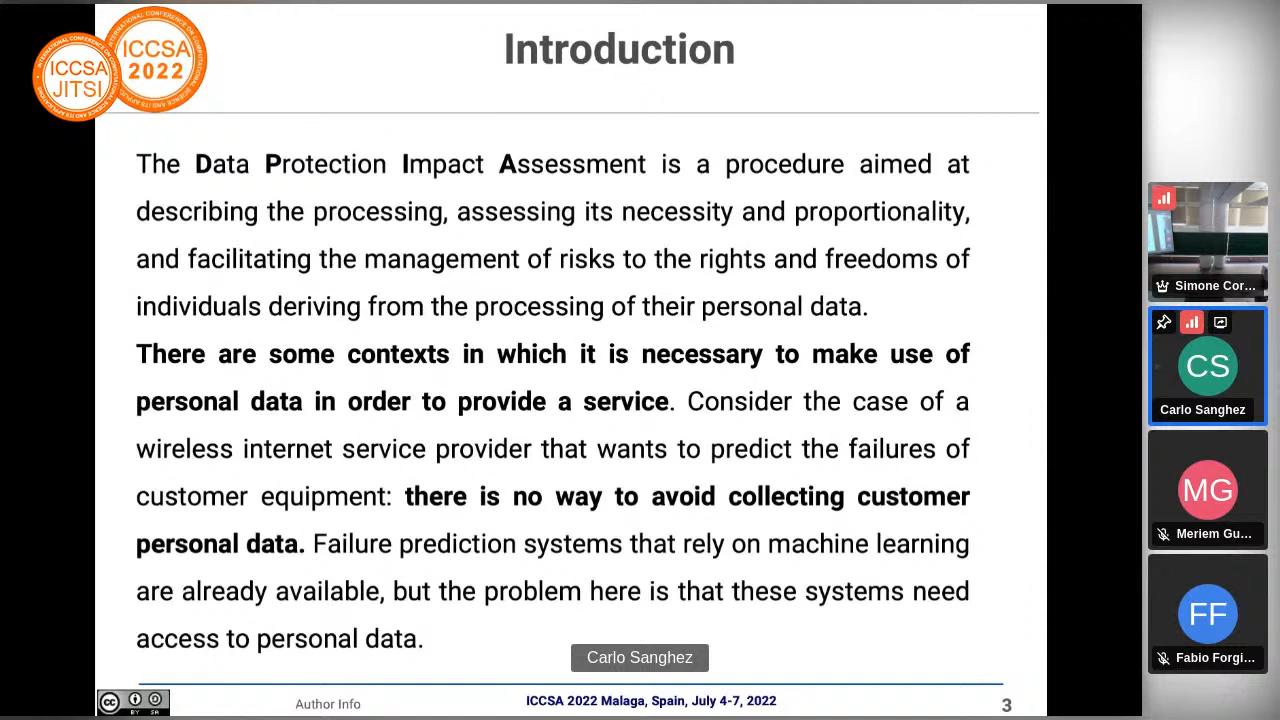 Introduction
ICCSA
2022
ICCSA
JITSI
The Data Protection Impact Assessment is a procedure aimed at
describing the processing, assessing its necessity and proportionality,
and facilitating the management of risks to the rights and freedoms of
individuals deriving from the processing of their personal data.
There are some contexts in which it is necessary to make use of
personal data in order to provide a service. Consider the case of a
wireless internet service provider that wants to predict the failures of
customer equipment: there is no way to avoid collecting customer
personal data. Failure prediction systems that rely on machine learning
are already available, but the problem here is that these systems need
access to personal data.
Carlo Sanghez
Author Info
ICCSA 2022 Malaga, Spain, July 4-7, 2022
3
cc
BY SA
Simone Cor...
CS
Carlo Sanghez
MG
Meriem Gu...
FF
Fabio Forgi...